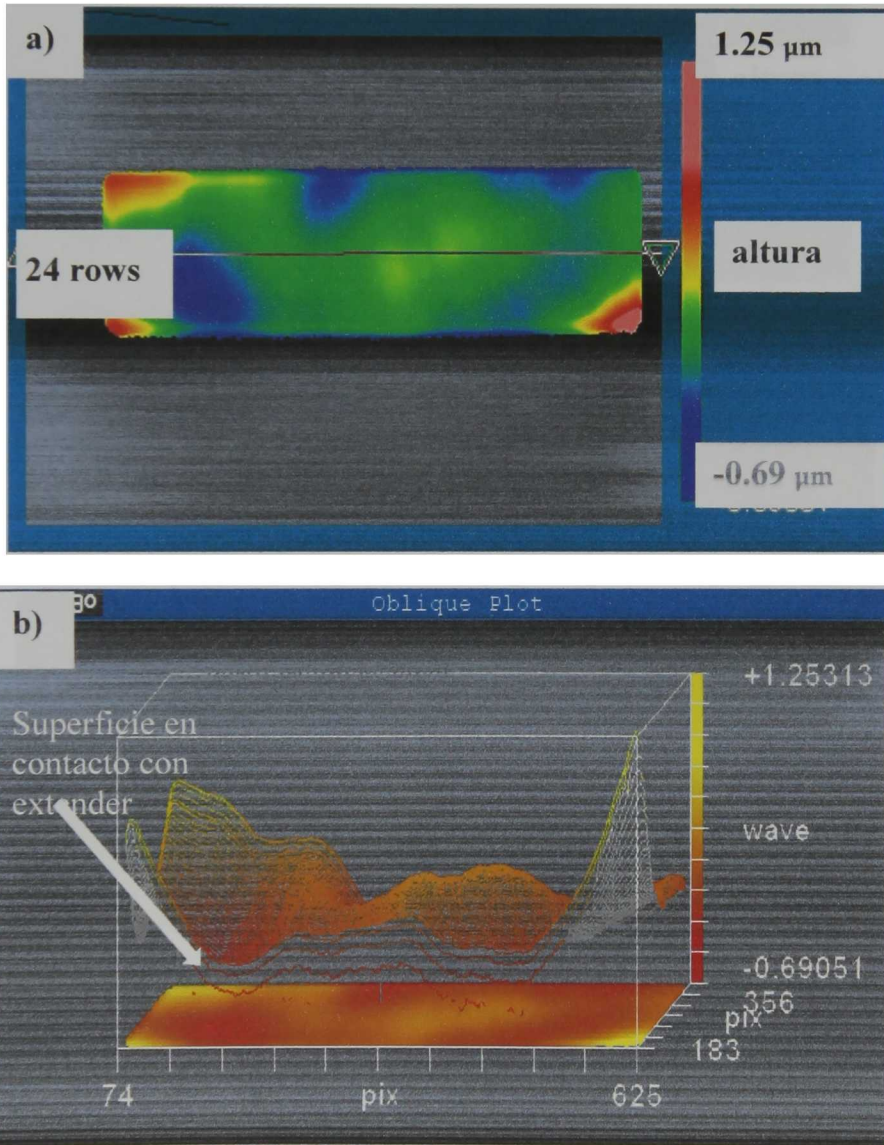 a)
1.25 µm
24 rows
altura
-0.69 µm
b)
Oblique Plot
+1.25313
Superficie en
contacto con
extender
wave
-0.69051
356
pix
183
74
pix
625